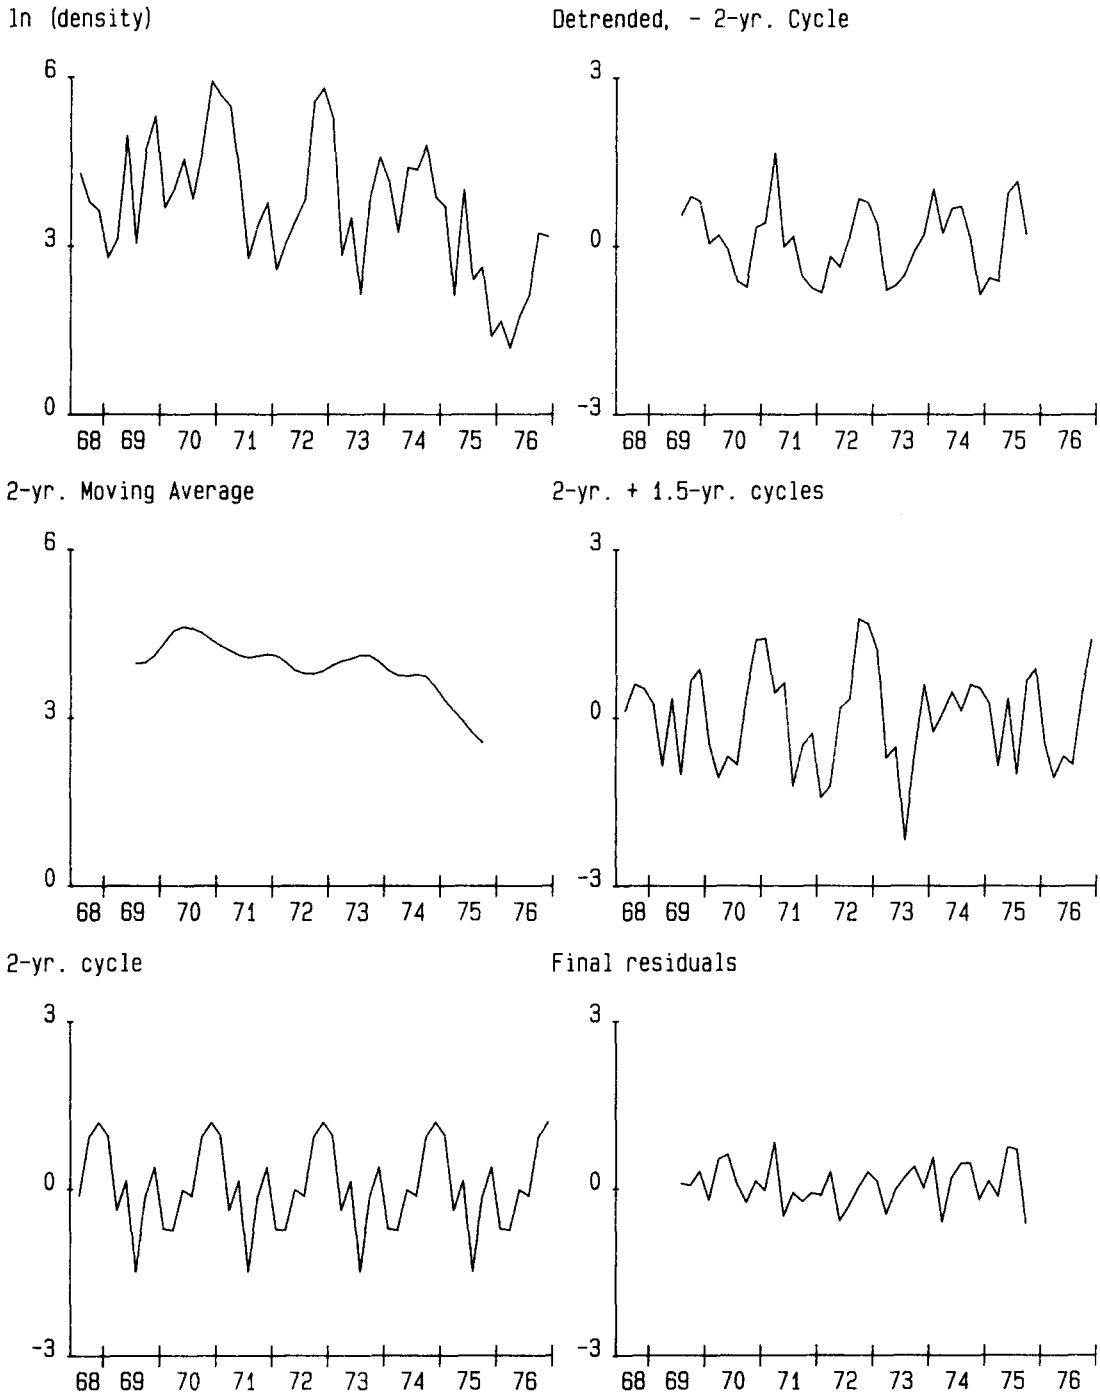 ln (density)
6
3
0
68 69 70 71 72 73 74 75 76
Detrended, - 2-yr. Cycle
3
0
-3
68 69 70 71 72 73 74 75 76
2-yr. Moving Average
6
3
0
68 69 70 71 72 73 74 75 76
2-yr. + 1.5-yr. cycles
3
0
-3
68 69 70 71 72 73 74 75 76
2-yr. cycle
3
0
-3
68 69 70 71 72 73 74 75 76
Final residuals
3
0
-3
68 69 70 71 72 73 74 75 76